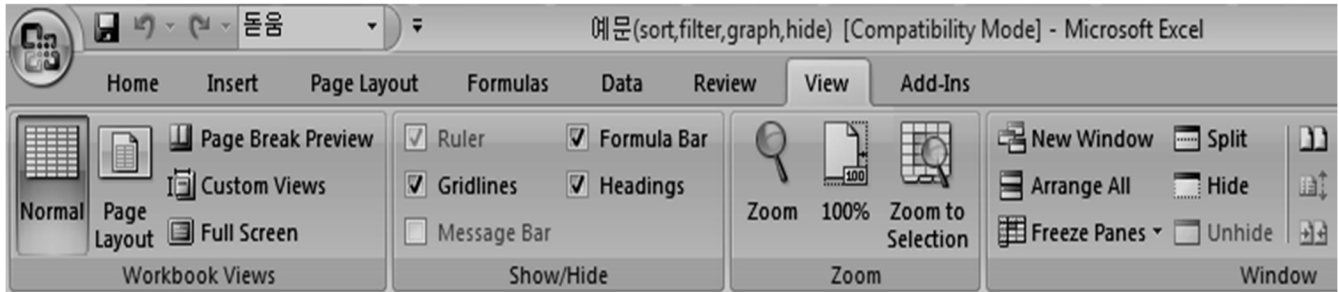 돋움
예문(sort,filter,graph,hide) [Compatibility Mode] - Microsoft Excel
Home Insert Page Layout Formulas Data Review View Add-Ins
Normal
Page Layout
Page Break Preview
Custom Views
Full Screen
Workbook Views
Ruler
Gridlines
Message Bar
Formula Bar
Headings
Show/Hide
Zoom
100
100%
Zoom to
Selection
Zoom
New Window
Arrange All
Freeze Panes
Split
Hide
Unhide
Window